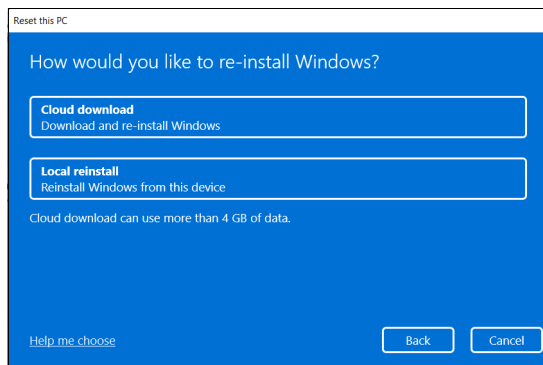 Reset this PC
How would you like to re-install Windows?
Cloud download
Download and re-install Windows
Local reinstall
Reinstall Windows from this device
Cloud download can use more than 4 GB of data.
Help me choose
Back
Cancel